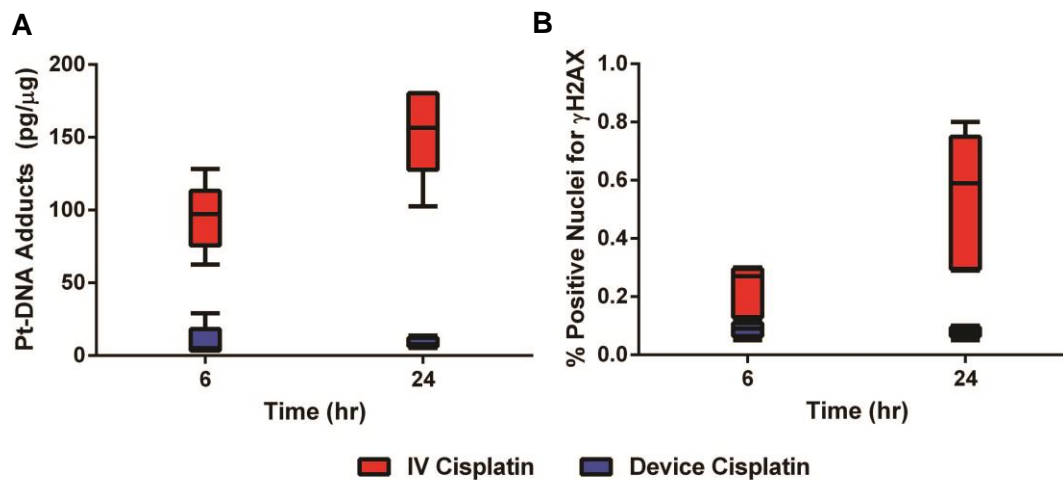 A
Pt-DNA Adducts (pg/μg)
200
150
100
50
0
6 24
Time (hr)
B
% Positive Nuclei for γH2AX
1.0
0.8
0.6
0.4
0.2
0.0
6 24
Time (hr)
IV Cisplatin Device Cisplatin